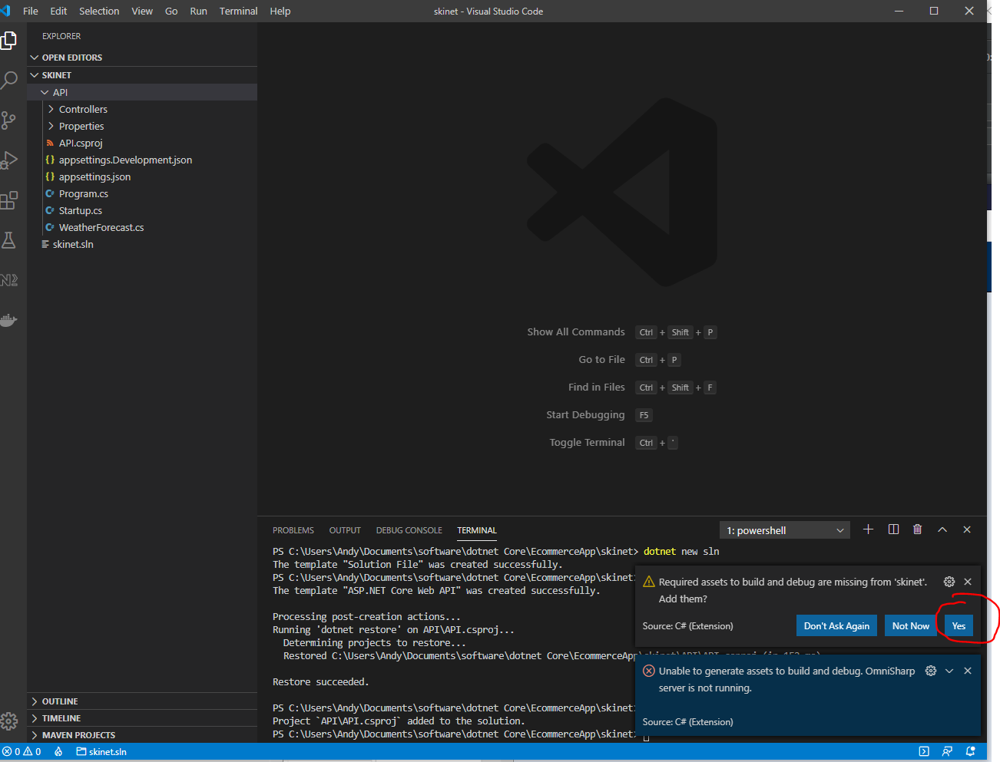 File Edit Selection View Go Run Terminal Help
skinet - Visual Studio Code
EXPLORER
OPEN EDITORS
SKINET
API
Controllers
Properties
API.csproj
{} appsettings.Development.json
{} appsettings.json
C# Program.cs
C# Startup.cs
C# WeatherForecast.cs
skinet.sln
Show All Commands Ctrl + Shift + P
Go to File Ctrl + P
Find in Files Ctrl + Shift + F
Start Debugging F5
Toggle Terminal Ctrl + `
PROBLEMS OUTPUT DEBUG CONSOLE TERMINAL
1: powershell
PS C:\Users\Andy\Documents\software\dotnet Core\EcommerceApp\skinet> dotnet new sln
The template "Solution File" was created successfully.
PS C:\Users\Andy\Documents\software\dotnet Core\EcommerceApp\skinet>
The template "ASP.NET Core Web API" was created successfully.
Processing post-creation actions...
Running 'dotnet restore' on API\API.csproj...
Determining projects to restore...
Restored C:\Users\Andy\Documents\software\dotnet Core\EcommerceApp\skinet\API\API.csproj (in 152 ms).
Restore succeeded.
PS C:\Users\Andy\Documents\software\dotnet Core\EcommerceApp\skinet>
Project `API\API.csproj` added to the solution.
PS C:\Users\Andy\Documents\software\dotnet Core\EcommerceApp\skinet>
Required assets to build and debug are missing from 'skinet'.
Add them?
Source: C# (Extension)
Don't Ask Again Not Now Yes
Unable to generate assets to build and debug. OmniSharp
server is not running.
Source: C# (Extension)
OUTLINE
TIMELINE
MAVEN PROJECTS
0 0 skinet.sln